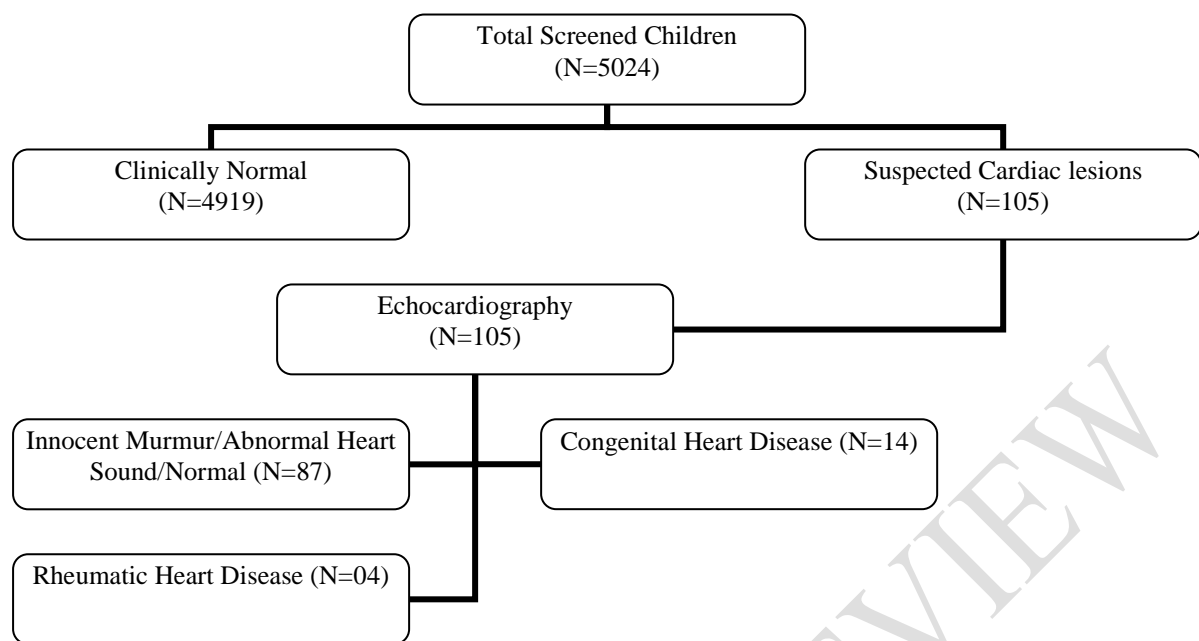 Total Screened Children
(N=5024)
Clinically Normal
(N=4919)
Suspected Cardiac lesions
(N=105)
Echocardiography
(N=105)
Innocent Murmur/Abnormal Heart
Sound/Normal (N=87)
Congenital Heart Disease (N=14)
Rheumatic Heart Disease (N=04)